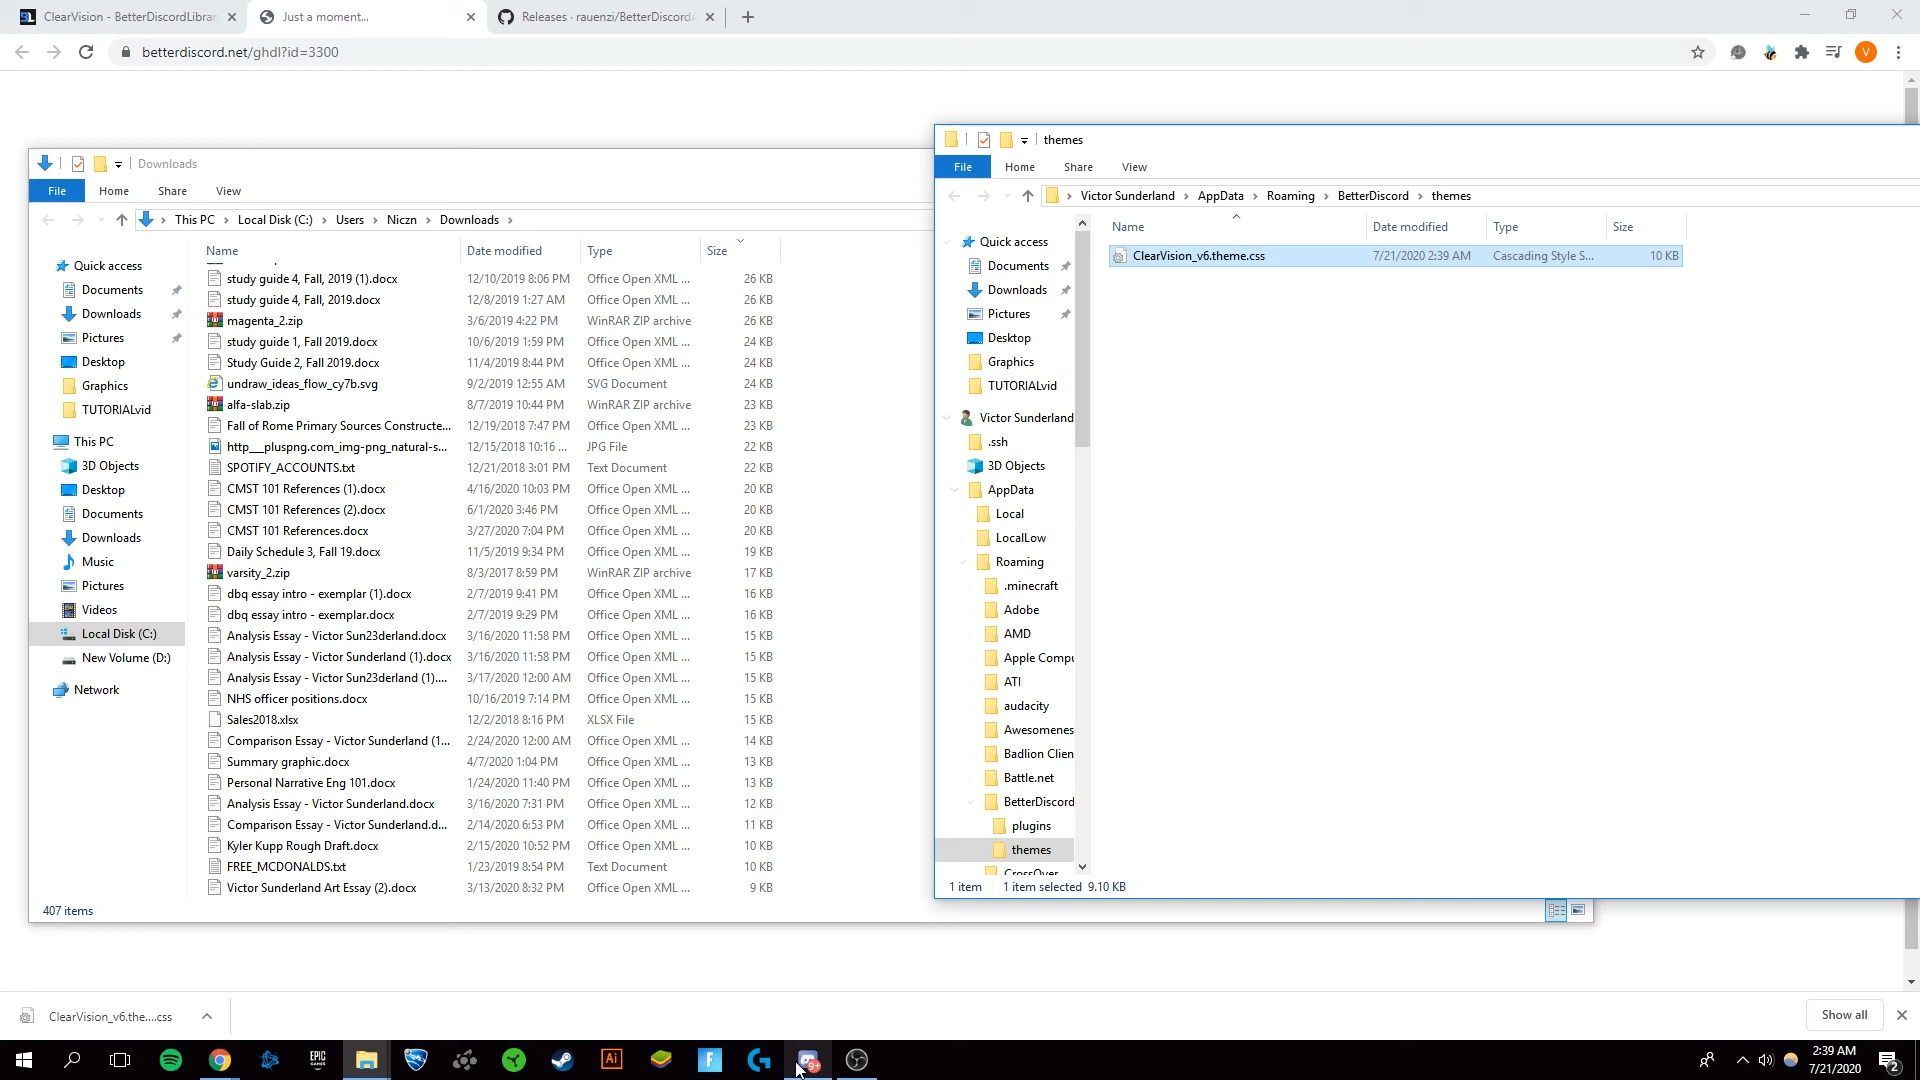 ClearVision - BetterDiscordLibrar
Just a moment...
Releases · rauenzi/BetterDiscordA
betterdiscord.net/ghdl?id=3300
V
Downloads
File Home Share View
This PC > Local Disk (C:) > Users > Niczn > Downloads >
Name Date modified Type Size
Quick access
Documents
Downloads
Pictures
Desktop
Graphics
TUTORIALvid
This PC
3D Objects
Desktop
Documents
Downloads
Music
Pictures
Videos
Local Disk (C:)
New Volume (D:)
Network
study guide 4, Fall, 2019 (1).docx 12/10/2019 8:06 PM Office Open XML ... 26 KB
study guide 4, Fall, 2019.docx 12/8/2019 1:27 AM Office Open XML ... 26 KB
magenta_2.zip 3/6/2019 4:22 PM WinRAR ZIP archive 26 KB
study guide 1, Fall 2019.docx 10/6/2019 1:59 PM Office Open XML ... 24 KB
Study Guide 2, Fall 2019.docx 11/4/2019 8:44 PM Office Open XML ... 24 KB
undraw_ideas_flow_cy7b.svg 9/2/2019 12:55 AM SVG Document 24 KB
alfa-slab.zip 8/7/2019 10:44 PM WinRAR ZIP archive 23 KB
Fall of Rome Primary Sources Constructe... 12/19/2018 7:47 PM Office Open XML ... 23 KB
http__pluspng.com_img-png_natural-s... 12/15/2018 10:16 ... JPG File 22 KB
SPOTIFY_ACCOUNTS.txt 12/21/2018 3:01 PM Text Document 22 KB
CMST 101 References (1).docx 4/16/2020 10:03 PM Office Open XML ... 20 KB
CMST 101 References (2).docx 6/1/2020 3:46 PM Office Open XML ... 20 KB
CMST 101 References.docx 3/27/2020 7:04 PM Office Open XML ... 20 KB
Daily Schedule 3, Fall 19.docx 11/5/2019 9:34 PM Office Open XML ... 19 KB
varsity_2.zip 8/3/2017 8:59 PM WinRAR ZIP archive 17 KB
dbq essay intro - exemplar (1).docx 2/7/2019 9:41 PM Office Open XML ... 16 KB
dbq essay intro - exemplar.docx 2/7/2019 9:29 PM Office Open XML ... 16 KB
Analysis Essay - Victor Sun23derland.docx 3/16/2020 11:58 PM Office Open XML ... 15 KB
Analysis Essay - Victor Sunderland (1).docx 3/16/2020 11:58 PM Office Open XML ... 15 KB
Analysis Essay - Victor Sun23derland (1).... 3/17/2020 12:00 AM Office Open XML ... 15 KB
NHS officer positions.docx 10/16/2019 7:14 PM Office Open XML ... 15 KB
Sales2018.xlsx 12/2/2018 8:16 PM XLSX File 15 KB
Comparison Essay - Victor Sunderland (1... 2/24/2020 12:00 AM Office Open XML ... 14 KB
Summary graphic.docx 4/7/2020 1:04 PM Office Open XML ... 13 KB
Personal Narrative Eng 101.docx 1/24/2020 11:40 PM Office Open XML ... 13 KB
Analysis Essay - Victor Sunderland.docx 3/16/2020 7:31 PM Office Open XML ... 12 KB
Comparison Essay - Victor Sunderland.d... 2/14/2020 6:53 PM Office Open XML ... 11 KB
Kyler Kupp Rough Draft.docx 2/15/2020 10:52 PM Office Open XML ... 10 KB
FREE_MCDONALDS.txt 1/23/2019 8:54 PM Text Document 10 KB
Victor Sunderland Art Essay (2).docx 3/13/2020 8:32 PM Office Open XML ... 9 KB
407 items
themes
File Home Share View
> Victor Sunderland > AppData > Roaming > BetterDiscord > themes
Name Date modified Type Size
ClearVision_v6.theme.css 7/21/2020 2:39 AM Cascading Style S... 10 KB
Quick access
Documents
Downloads
Pictures
Desktop
Graphics
TUTORIALvid
Victor Sunderland
.ssh
3D Objects
AppData
Local
LocalLow
Roaming
.minecraft
Adobe
AMD
Apple Compu
ATI
audacity
Awesomenes
Badlion Clien
Battle.net
BetterDiscord
plugins
themes
CrossOver
1 item 1 item selected 9.10 KB
ClearVision_v6.the....css
Show all
EPIC GAMES
Ai
F
9+
2:39 AM
7/21/2020
2